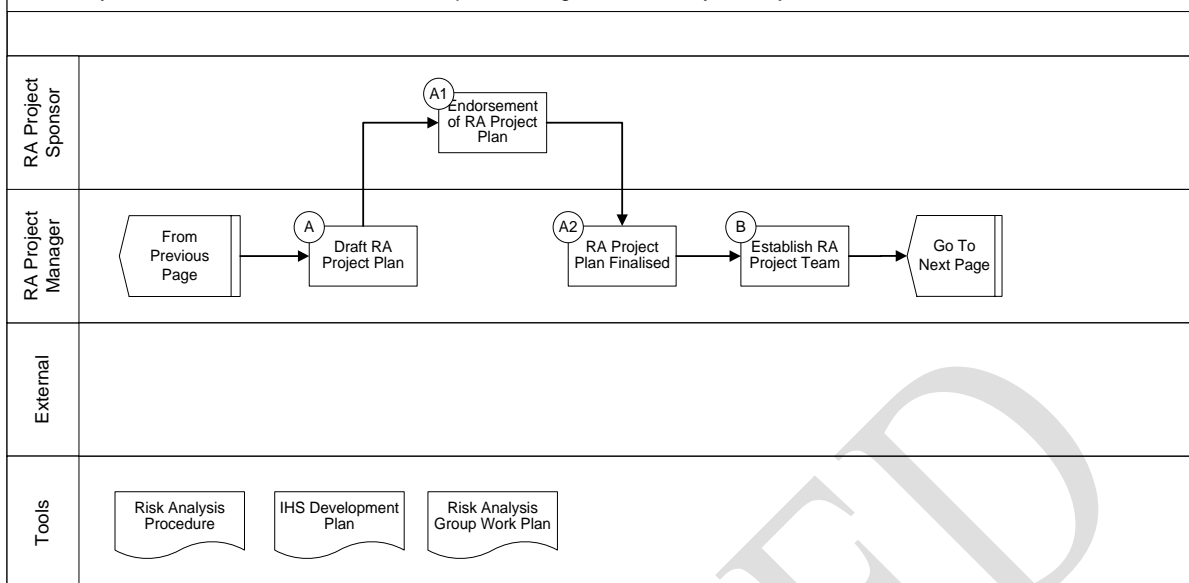 RA Project
Sponsor
A1
Endorsement
of RA Project
Plan
RA Project
Manager
From
Previous
Page
A
Draft RA
Project Plan
A2
RA Project
Plan Finalised
B
Establish RA
Project Team
Go To
Next Page
External
Tools
Risk Analysis
Procedure
IHS Development
Plan
Risk Analysis
Group Work Plan
ED